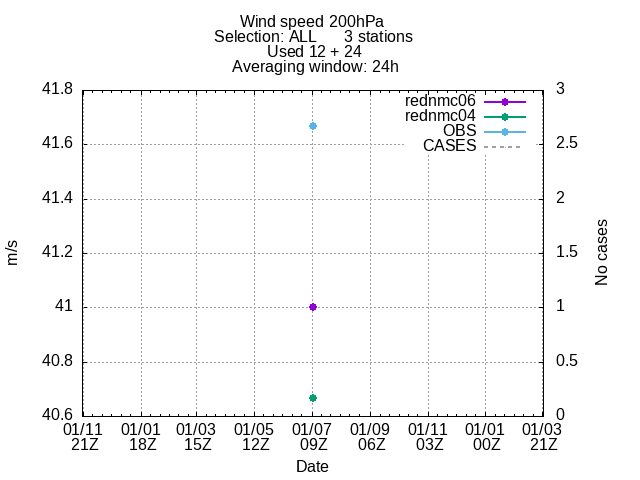 Wind speed 200hPa
Selection: ALL 3 stations
Used 12 + 24
Averaging window: 24h
41.8
41.6
41.4
41.2
41
40.8
40.6
m/s
3
2.5
2
1.5
1
0.5
0
No cases
rednmc06
rednmc04
OBS
CASES
01/11 01/01 01/03 01/05 01/07 01/09 01/11 01/01 01/03
21Z 18Z 15Z 12Z 09Z 06Z 03Z 00Z 21Z
Date